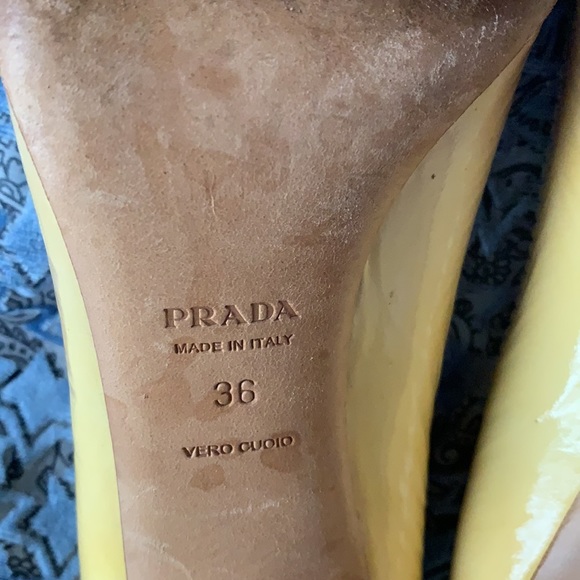 PRADA
MADE IN ITALY
36
VERO CUOIO